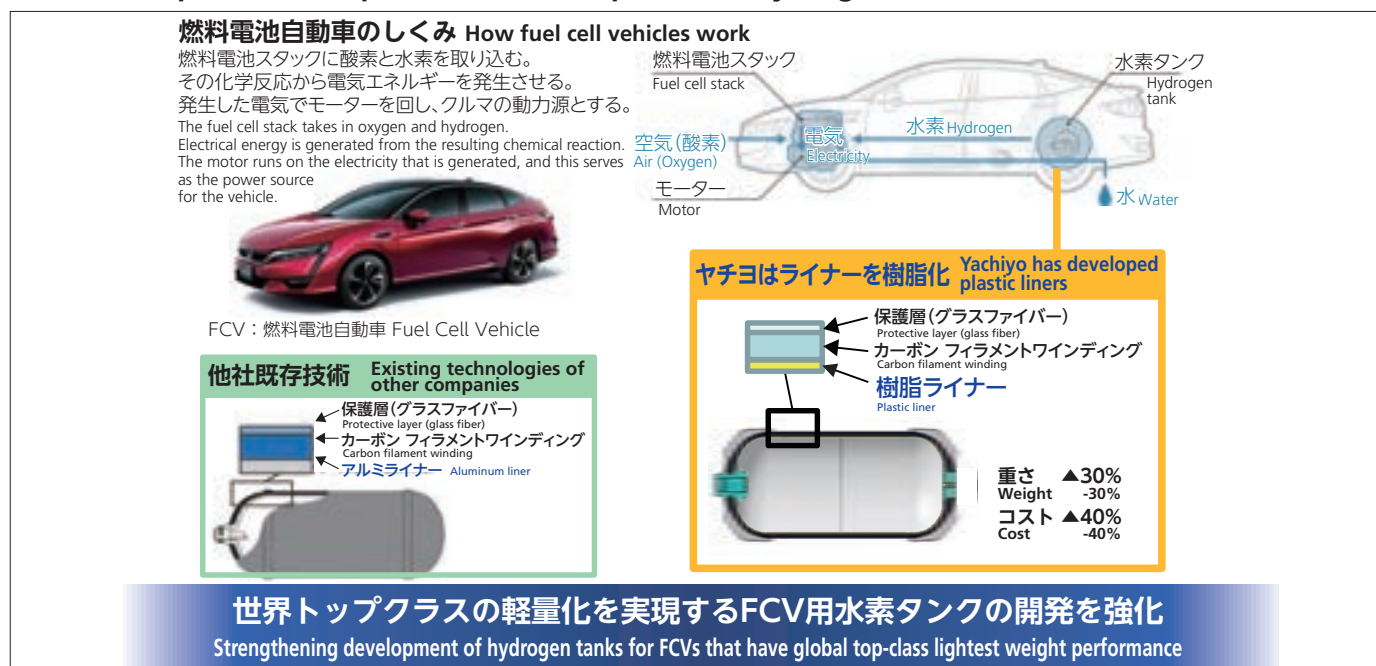 燃料電池自動車のしくみ How fuel cell vehicles work
燃料電池スタックに酸素と水素を取り込む。
その化学反応から電気エネルギーを発生させる。
発生した電気でモーターを回し、クルマの動力源とする。
The fuel cell stack takes in oxygen and hydrogen.
Electrical energy is generated from the resulting chemical reaction.
The motor runs on the electricity that is generated, and this serves
as the power source
for the vehicle.
FCV：燃料電池自動車 Fuel Cell Vehicle
燃料電池スタック
Fuel cell stack
水素タンク
Hydrogen
tank
空気(酸素)
Air (Oxygen)
電気
Electricity
水素 Hydrogen
モーター
Motor
水 Water
他社既存技術 Existing technologies of
other companies
保護層(グラスファイバー)
Protective layer (glass fiber)
カーボン フィラメントワインディング
Carbon filament winding
アルミライナー Aluminum liner
ヤチヨはライナーを樹脂化 Yachiyo has developed
plastic liners
保護層(グラスファイバー)
Protective layer (glass fiber)
カーボン フィラメントワインディング
Carbon filament winding
樹脂ライナー
Plastic liner
重さ ▲30%
Weight -30%
コスト ▲40%
Cost -40%
世界トップクラスの軽量化を実現するFCV用水素タンクの開発を強化
Strengthening development of hydrogen tanks for FCVs that have global top-class lightest weight performance